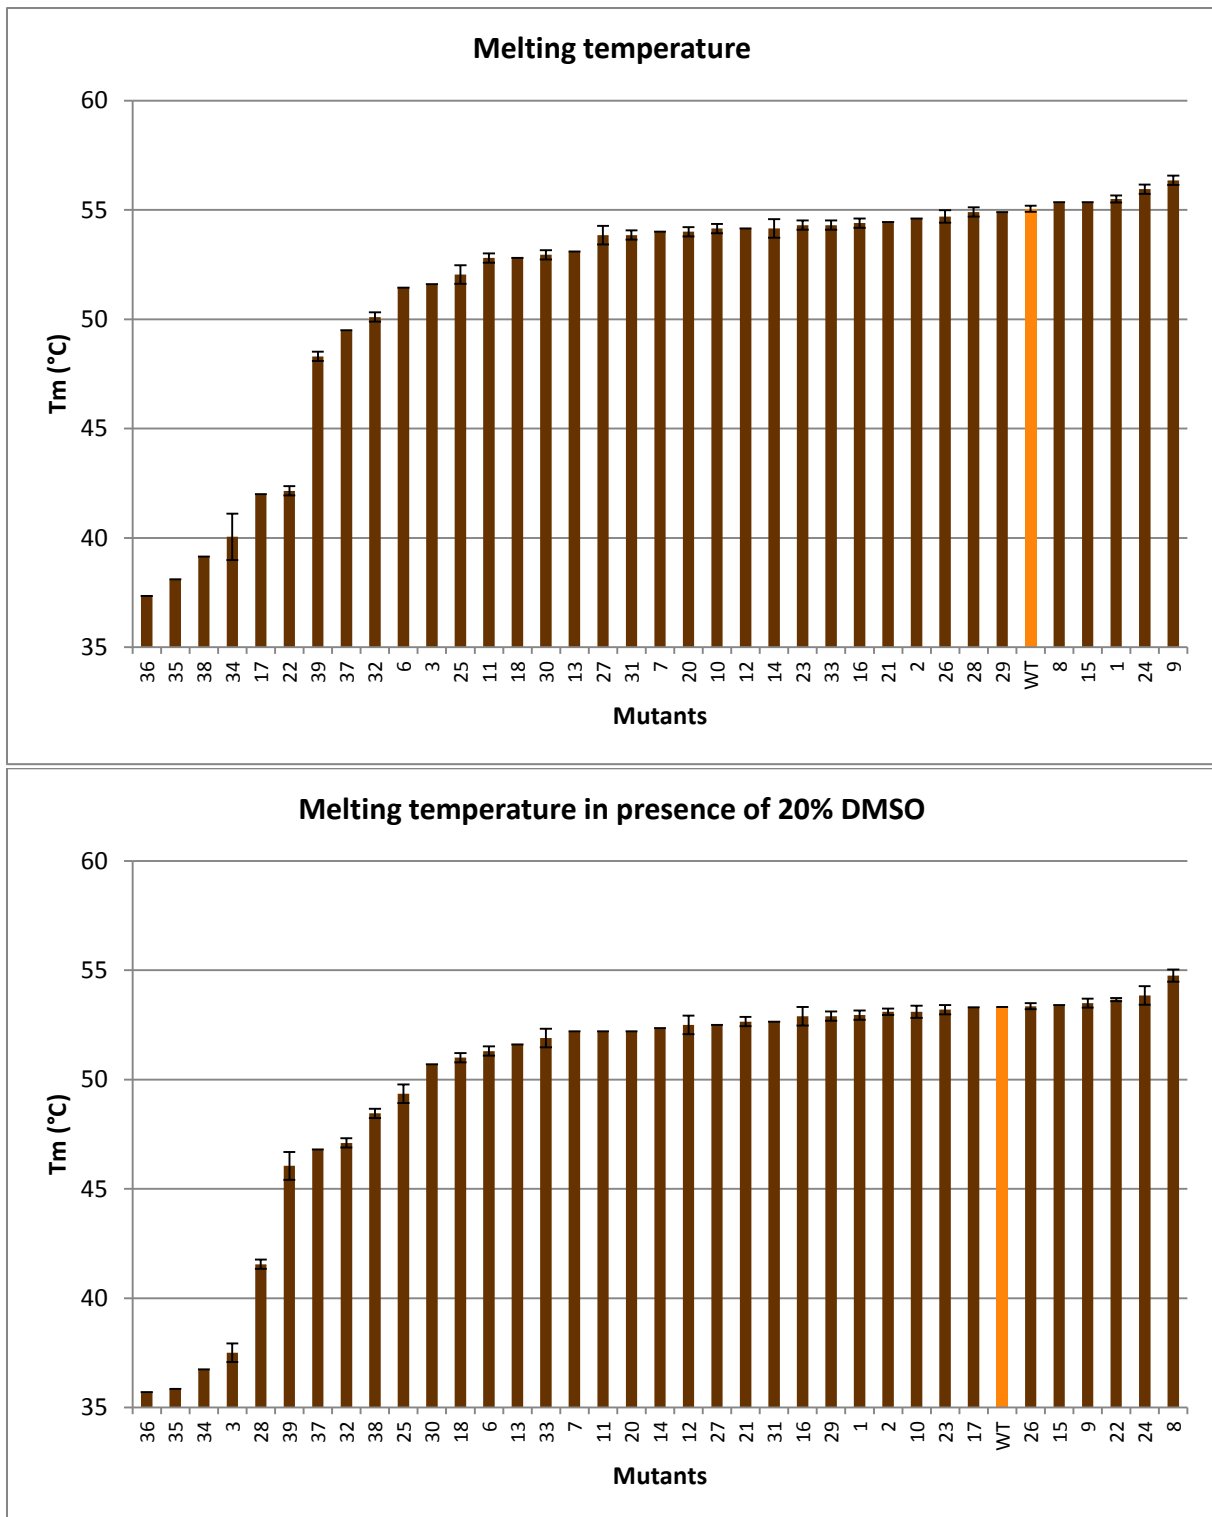 Melting temperature
60
55
50
45
40
35
Tm (°C)
36 35 38 34 17 22 39 37 32 6 3 25 11 18 30 13 27 31 7 20 10 12 14 23 33 16 21 2 26 28 29 WT 8 15 1 24 9
Mutants
Melting temperature in presence of 20% DMSO
60
55
50
45
40
35
Tm (°C)
36 35 34 3 28 39 37 32 38 25 30 18 6 13 33 7 11 20 14 12 27 21 31 16 29 1 2 10 23 17 WT 26 15 9 22 24 8
Mutants